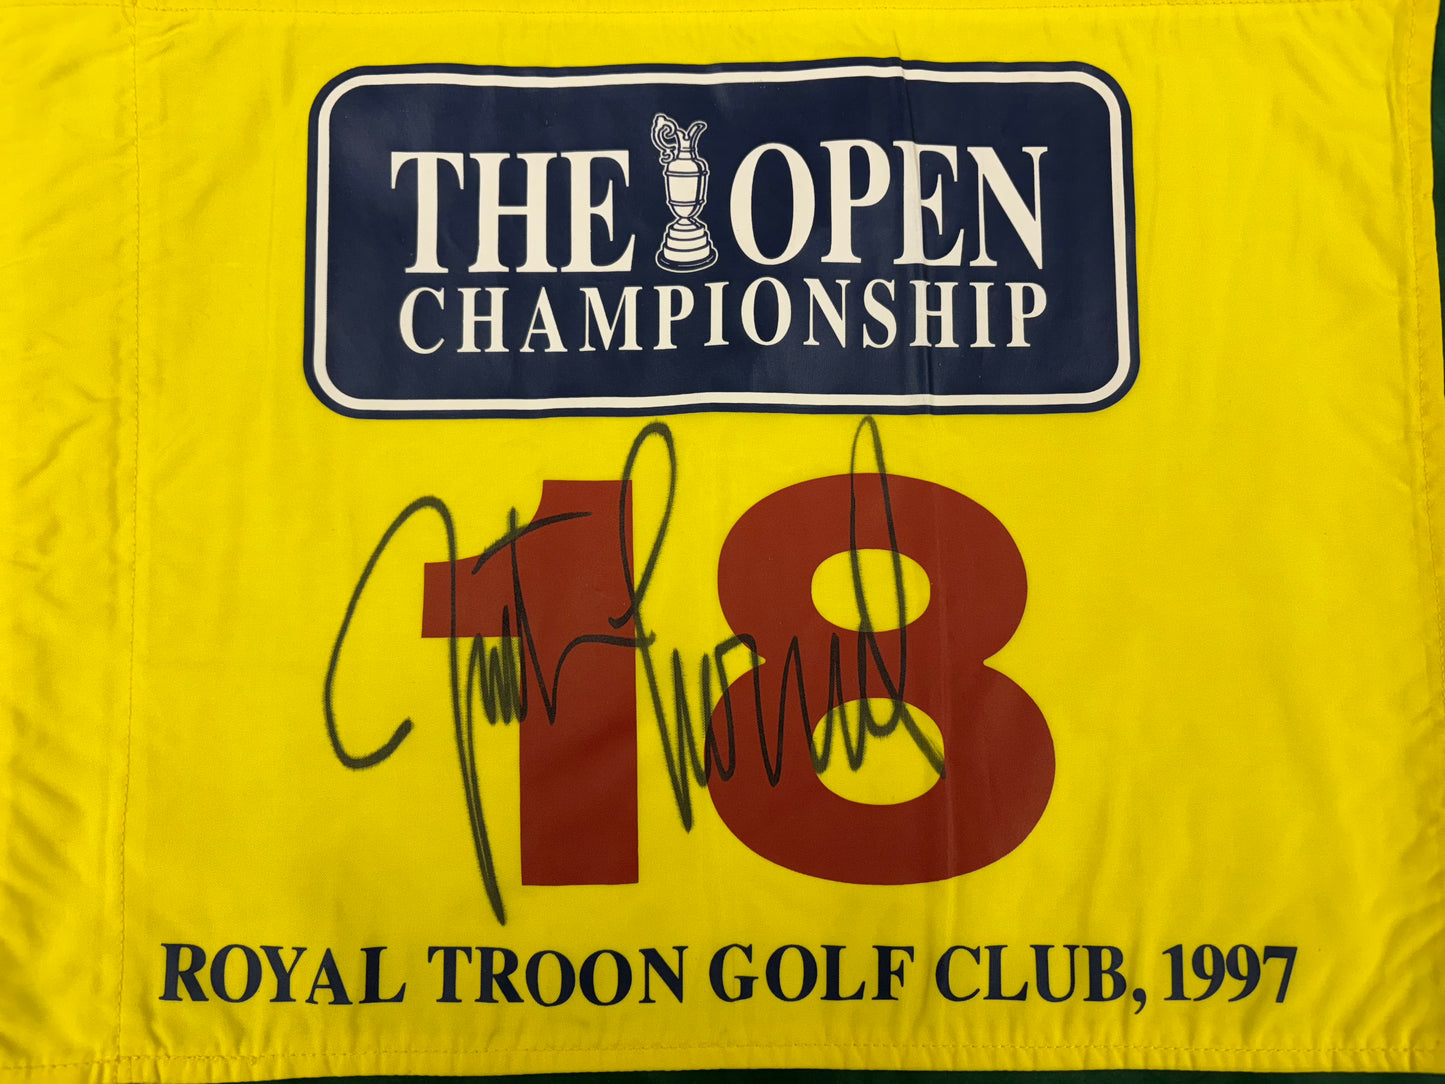 THE OPEN
CHAMPIONSHIP
18
ROYAL TROON GOLF CLUB, 1997